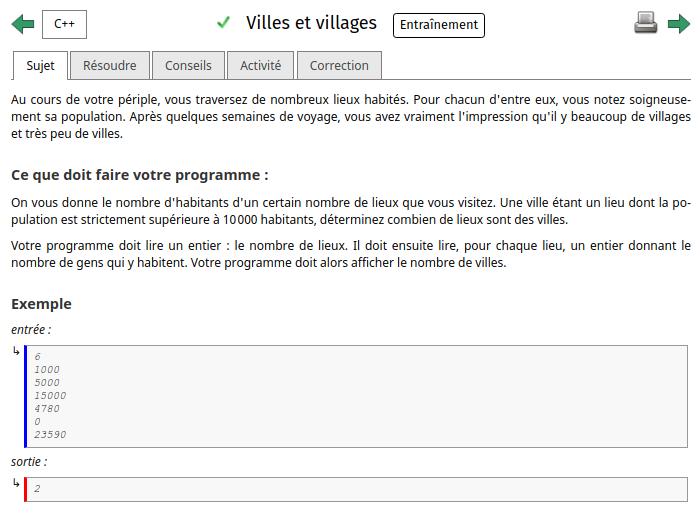 C++
Villes et villages
Entraînement
Sujet
Résoudre
Conseils
Activité
Correction
Au cours de votre périple, vous traversez de nombreux lieux habités. Pour chacun d'entre eux, vous notez soigneuse-
ment sa population. Après quelques semaines de voyage, vous avez vraiment l'impression qu'il y beaucoup de villages
et très peu de villes.
Ce que doit faire votre programme :
On vous donne le nombre d'habitants d'un certain nombre de lieux que vous visitez. Une ville étant un lieu dont la po-
pulation est strictement supérieure à 10 000 habitants, déterminez combien de lieux sont des villes.
Votre programme doit lire un entier : le nombre de lieux. Il doit ensuite lire, pour chaque lieu, un entier donnant le
nombre de gens qui y habitent. Votre programme doit alors afficher le nombre de villes.
Exemple
entrée :
6
1000
5000
15000
4780
0
23590
sortie :
2